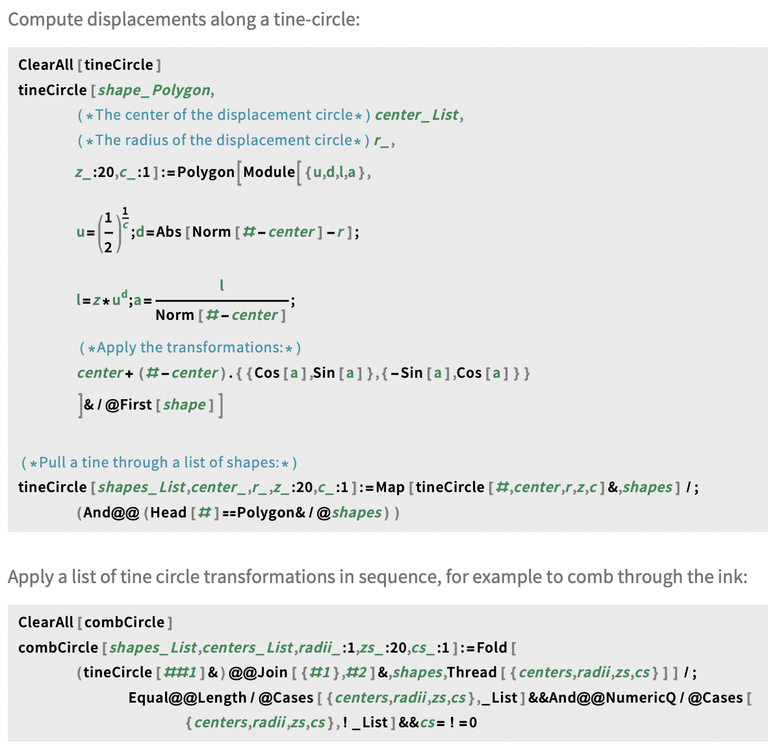 Compute displacements along a tine-circle:
ClearAll[tineCircle]
tineCircle[shape_Polygon,
(*The center of the displacement circle*)center_List,
(*The radius of the displacement circle*)r_,
z_:20,c_:1]:=Polygon[Module[{u,d,l,a},
u=(1/2)^(1/c);d=Abs[Norm[#-center]-r];
l=z*u^d;a=l/Norm[#-center];
(*Apply the transformations:*)
center+(#-center).{{Cos[a],Sin[a]},{-Sin[a],Cos[a]}}
]&/@First[shape]]
(*Pull a tine through a list of shapes:*)
tineCircle[shapes_List,center_,r_,z_:20,c_:1]:=Map[tineCircle[#,center,r,z,c]&,shapes]/;
(And@@(Head[#]==Polygon&/@shapes))
Apply a list of tine circle transformations in sequence, for example to comb through the ink:
ClearAll[combCircle]
combCircle[shapes_List,centers_List,radii_:1,zs_:20,cs_:1]:=Fold[
(tineCircle[##1]&)@@Join[{#1},#2]&,shapes,Thread[{centers,radii,zs,cs}]]/;
Equal@@Length/@Cases[{centers,radii,zs,cs},_List]&&And@@NumericQ/@Cases[
{centers,radii,zs,cs},!_List]&&cs=!=0